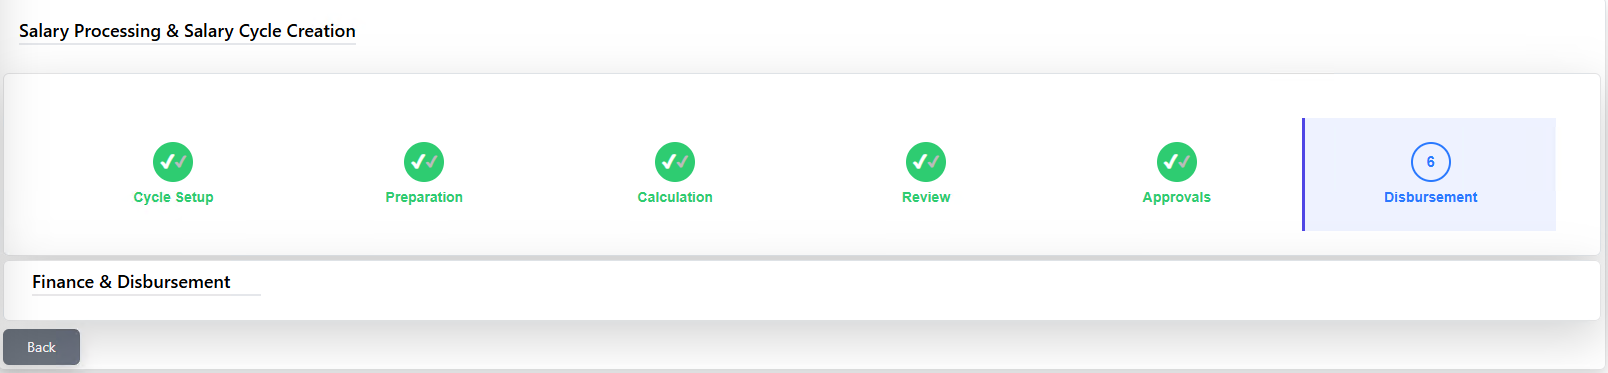 Salary Processing & Salary Cycle Creation
Cycle Setup
Preparation
Calculation
Review
Approvals
6
Disbursement
Finance & Disbursement
Back